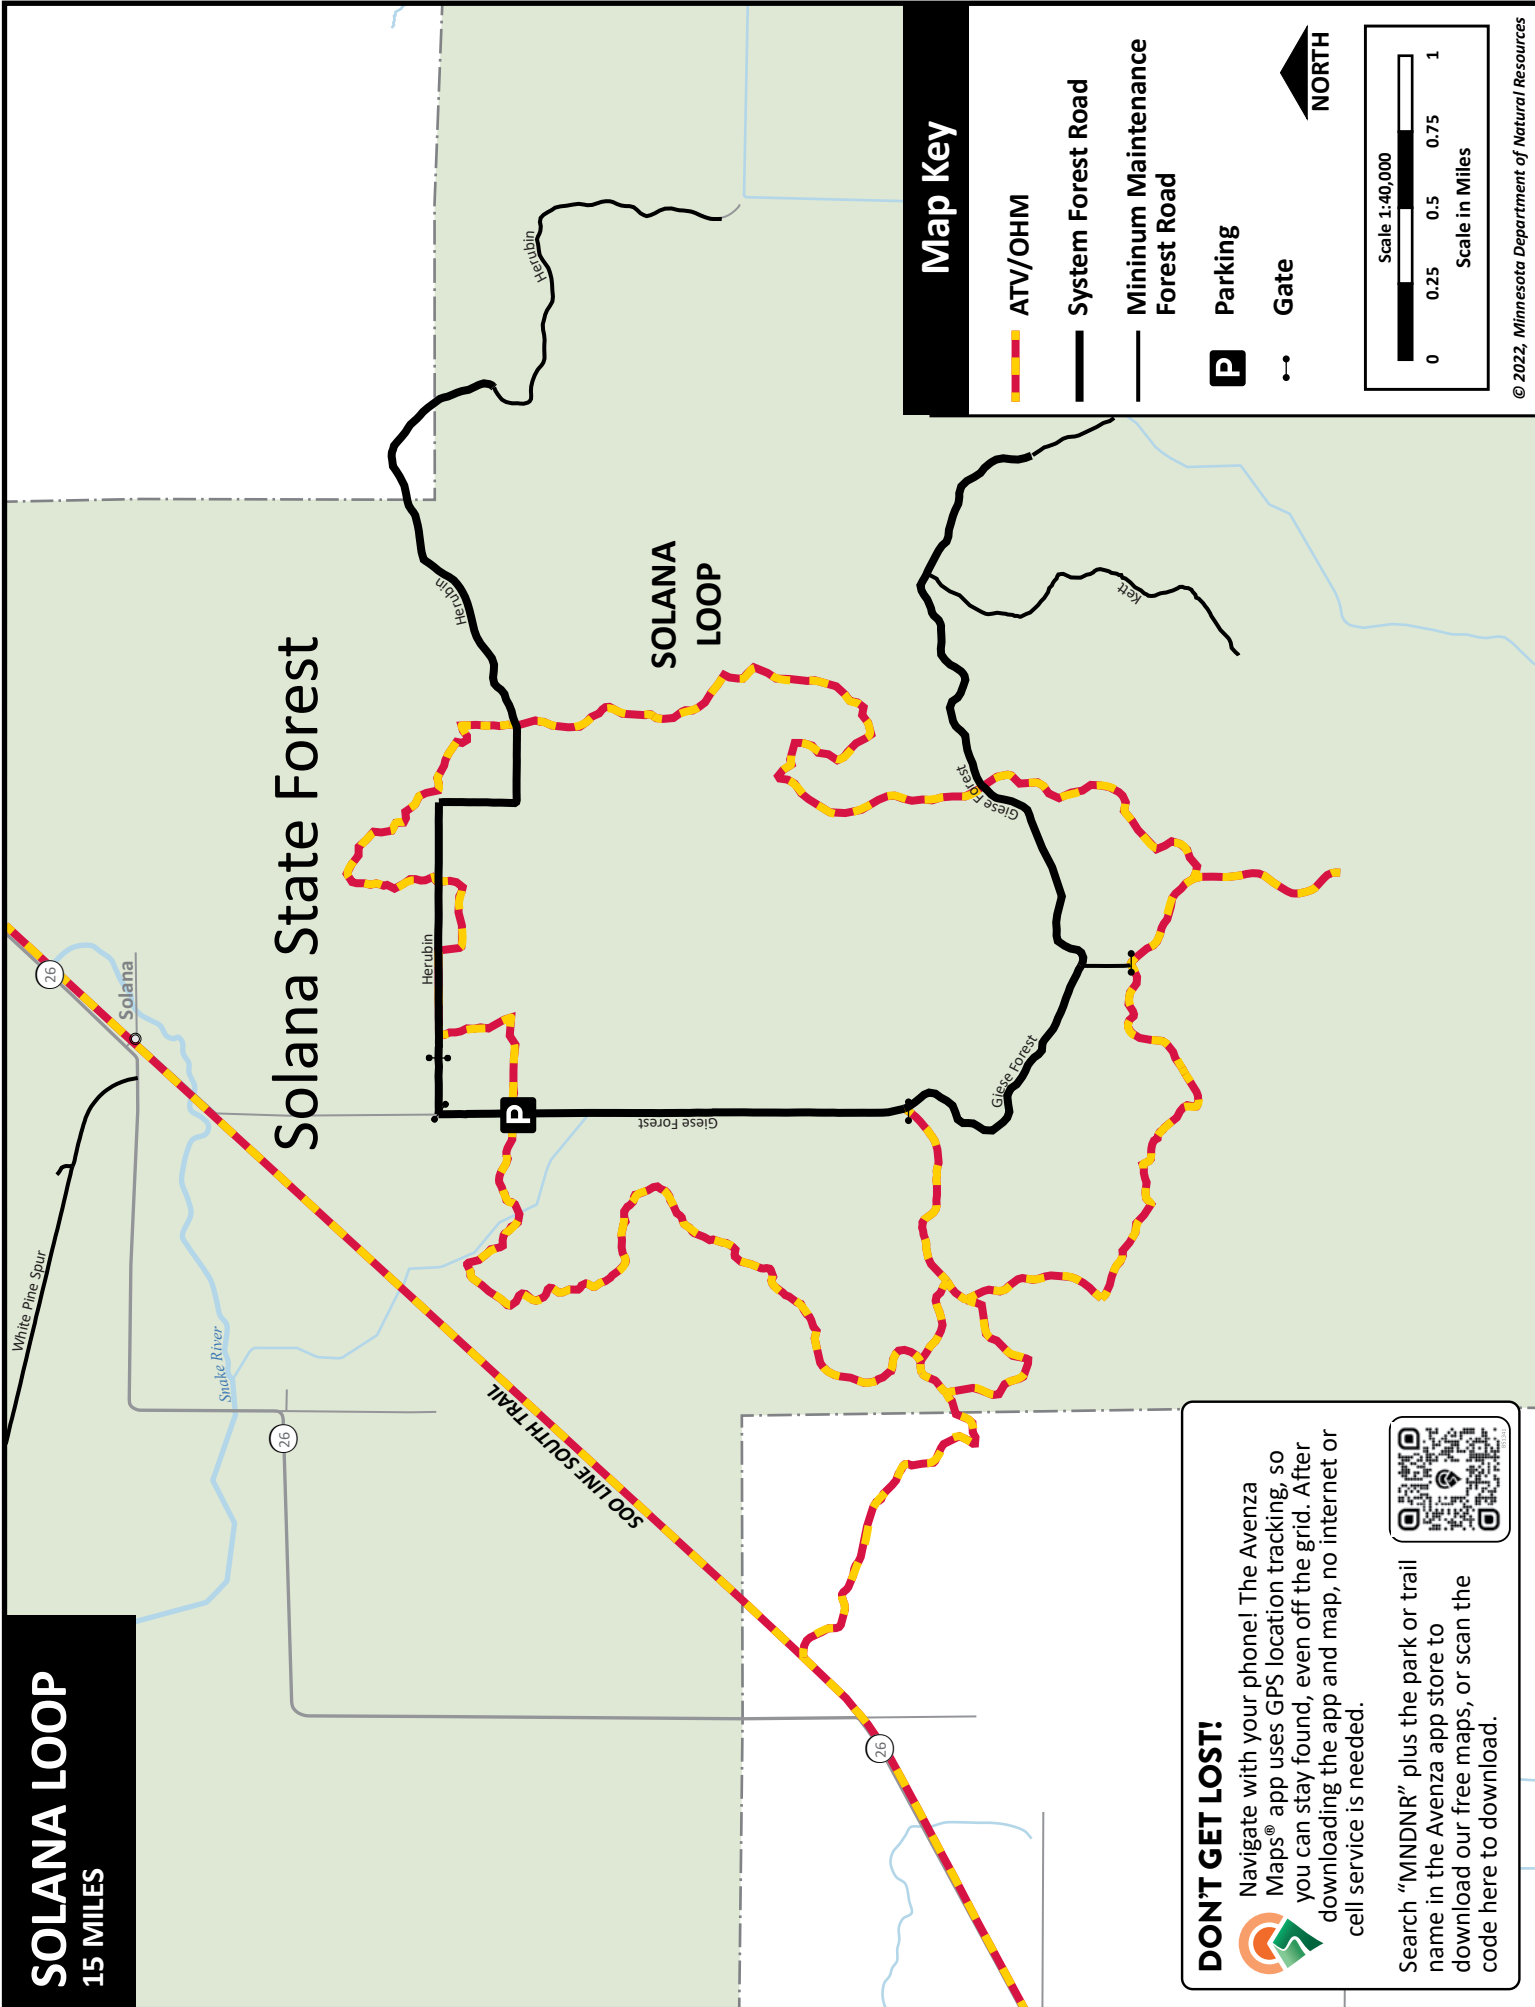 SOLANA LOOP
15 MILES
White Pine Spur
26
Solana
Snake River
26
SOO LINE SOUTH TRAIL
26
Solana State Forest
Herubin
Herubin
Herubin
SOLANA
LOOP
P
Giese Forest
Giese Forest
Giese Forest
Kett
Map Key
ATV/OHM
System Forest Road
Mininum Maintenance
Forest Road
P Parking
Gate
NORTH
Scale 1:40,000
0 0.25 0.5 0.75 1
Scale in Miles
© 2022, Minnesota Department of Natural Resources
DON'T GET LOST!
Navigate with your phone! The Avenza
Maps® app uses GPS location tracking, so
you can stay found, even off the grid. After
downloading the app and map, no internet or
cell service is needed.
Search “MNDNR” plus the park or trail
name in the Avenza app store to
download our free maps, or scan the
code here to download.